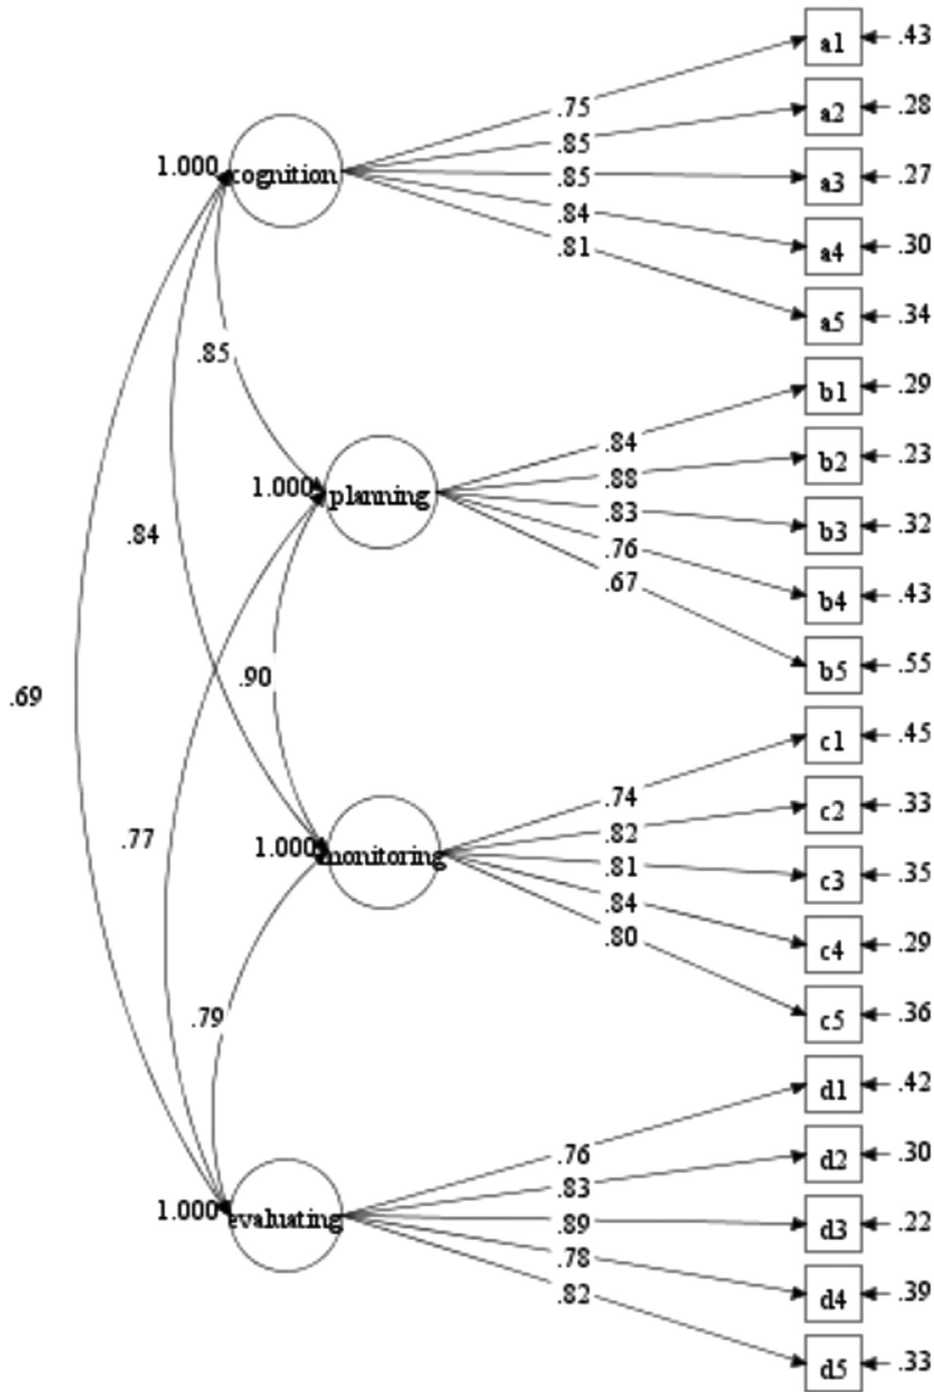 a1 .43
.75
a2 .28
.85
1.000 cognition
.85
a3 .27
.84
a4 .30
.81
a5 .34
.85
b1 .29
.84
b2 .23
.88
1.000 planning
.83
b3 .32
.84
.76
b4 .43
.67
b5 .55
.90
.69
c1 .45
.74
c2 .33
.82
.77
1.000 monitoring
.81
c3 .35
.84
c4 .29
.80
c5 .36
.79
d1 .42
.76
d2 .30
.83
1.000 evaluating
.89
d3 .22
.78
d4 .39
.82
d5 .33